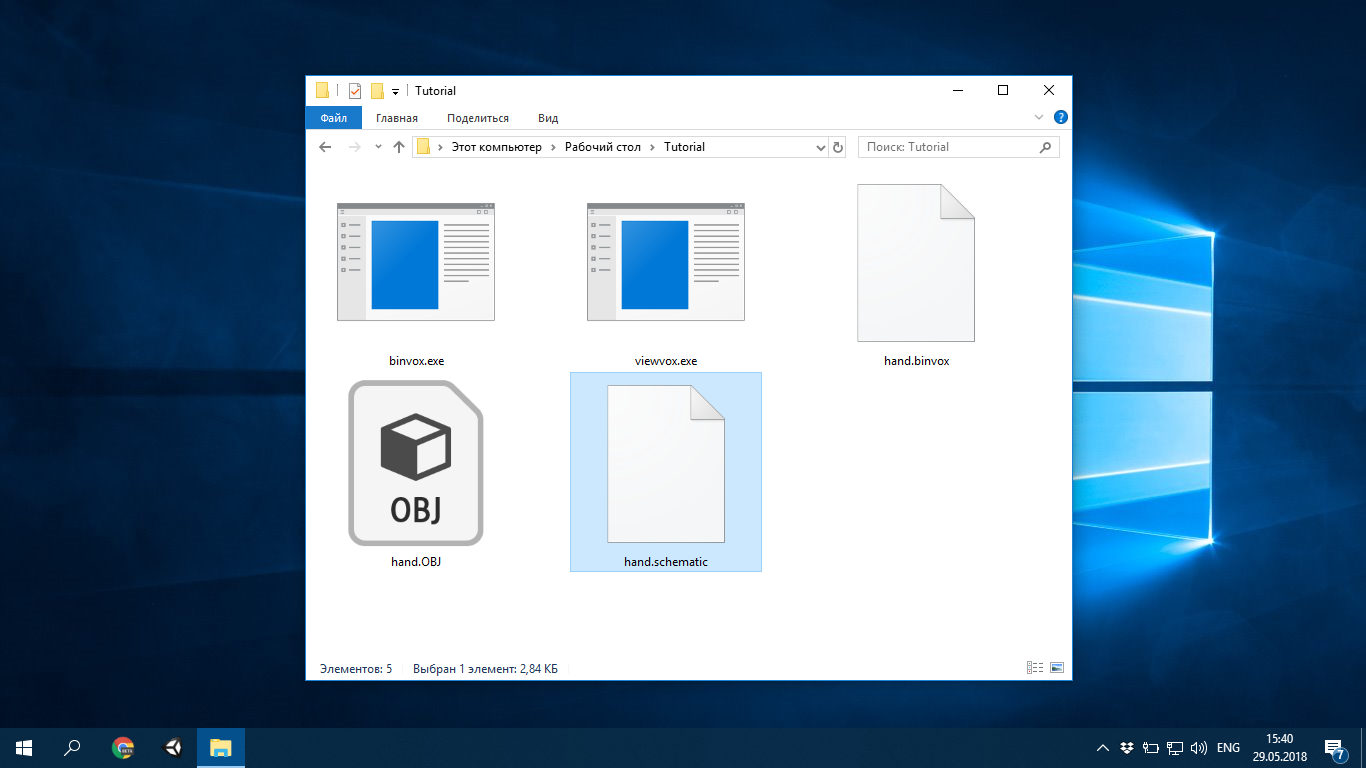 Tutorial
Файл Главная Поделиться Вид
Этот компьютер Рабочий стол Tutorial
Поиск: Tutorial
binvox.exe viewvox.exe hand.binvox
OBJ
hand.OBJ hand.schematic
Элементов: 5 Выбран 1 элемент: 2,84 КБ
BETA
ENG
15:40
29.05.2018
7